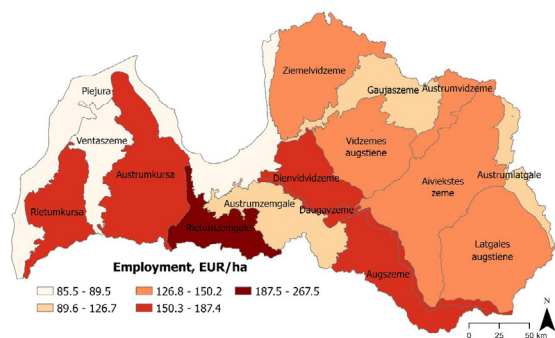 Ziemelvidzeme
Piejura
Gaujaszeme
Austrumvidzeme
Ventaszeme
Vidzemes
augstiene
Austrumkursa
Dienvidvidzeme
Aiviekstes
zeme
Austrumlatgale
Rietumkursa
Austrumzemgale
Daugavzeme
Rietumzemgale
Latgales
augstiene
Augszeme
Employment, EUR/ha
85.5 - 89.5
126.8 - 150.2
187.5 - 267.5
89.6 - 126.7
150.3 - 187.4
N
0 25 50 km